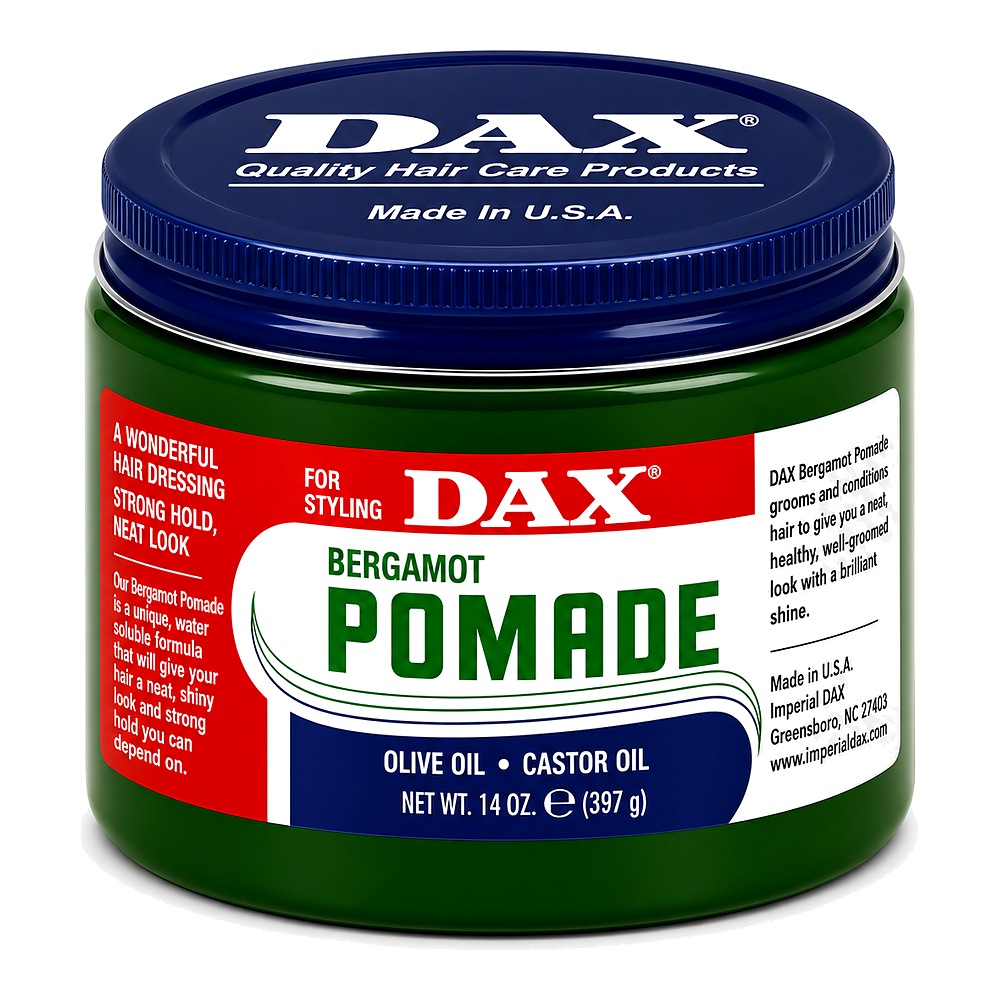 DAX®
Quality Hair Care Products
Made In U.S.A.
A WONDERFUL
HAIR DRESSING
STRONG HOLD,
NEAT LOOK
Our Bergamot Pomade
is a unique, water
soluble formula
that will give your
hair a neat, shiny
look and strong
hold you can
depend on.
FOR
STYLING
DAX®
BERGAMOT
POMADE
OLIVE OIL • CASTOR OIL
NET WT. 14 OZ. ℮ (397 g)
DAX Bergamot Pomade
grooms and conditions
hair to give you a neat,
healthy, well-groomed
look with a brilliant
shine.
Made in U.S.A.
Imperial DAX
Greensboro, NC 27403
www.imperialdax.com